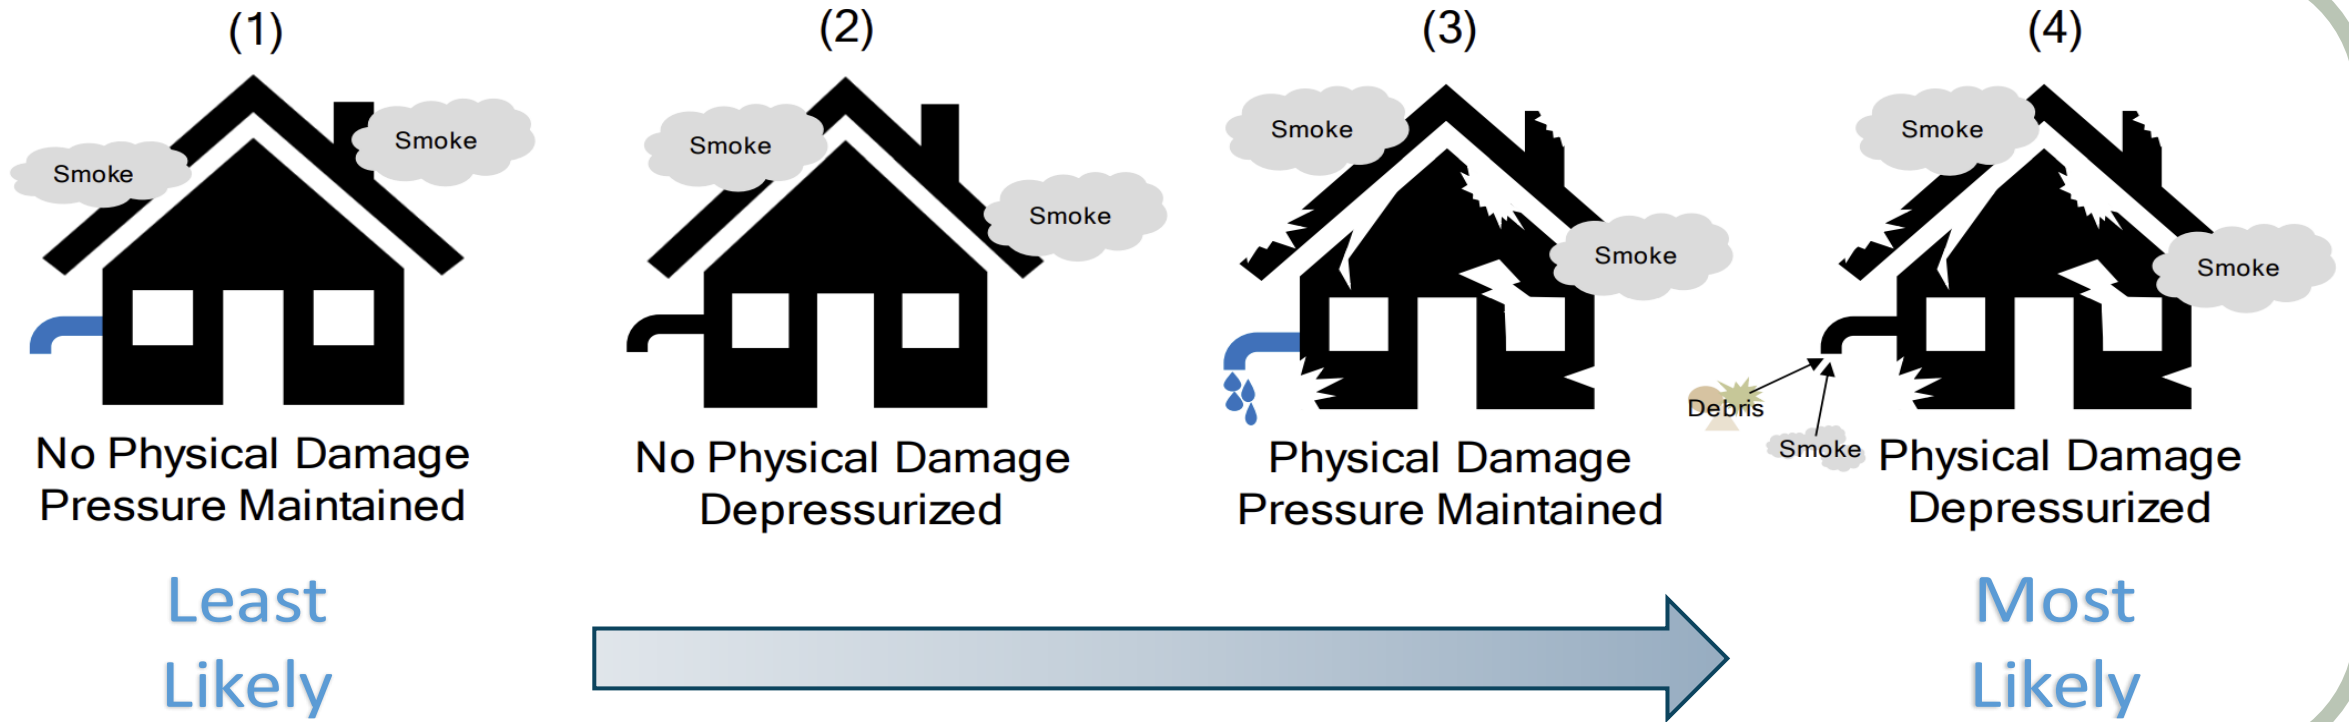 (1)
Smoke
Smoke
No Physical Damage
Pressure Maintained
(2)
Smoke
Smoke
No Physical Damage
Depressurized
(3)
Smoke
Smoke
Physical Damage
Pressure Maintained
(4)
Smoke
Smoke
Debris
Smoke
Physical Damage
Depressurized
Least
Likely
Most
Likely